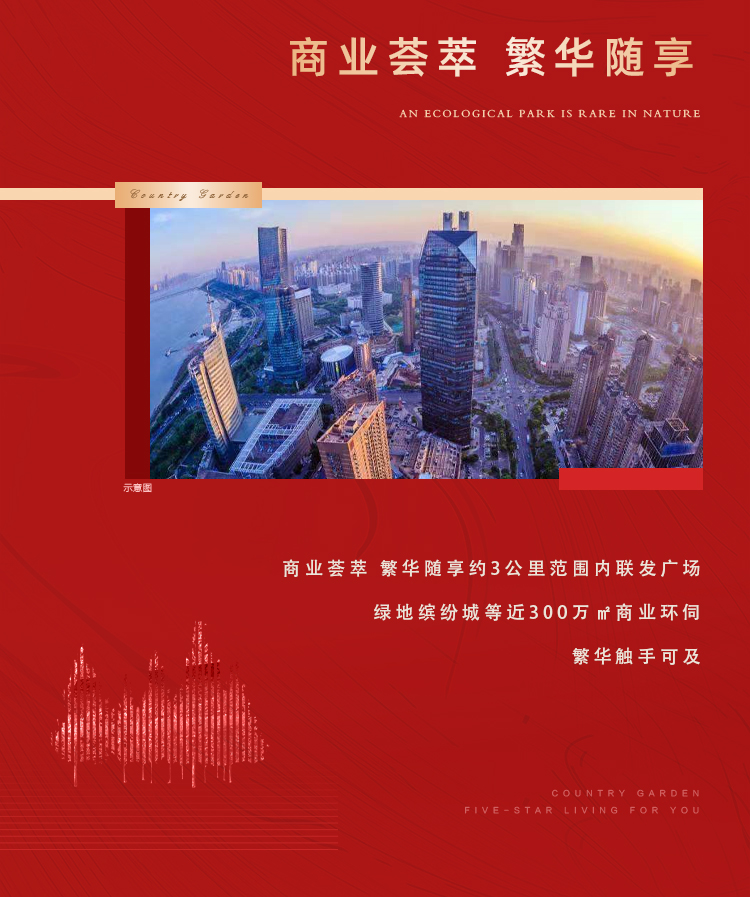 商业荟萃 繁华随享
AN ECOLOGICAL PARK IS RARE IN NATURE
Country Garden
示意图
商业荟萃 繁华随享约3公里范围内联发广场
绿地缤纷城等近300万㎡商业环伺
繁华触手可及
COUNTRY GARDEN
FIVE-STAR LIVING FOR YOU